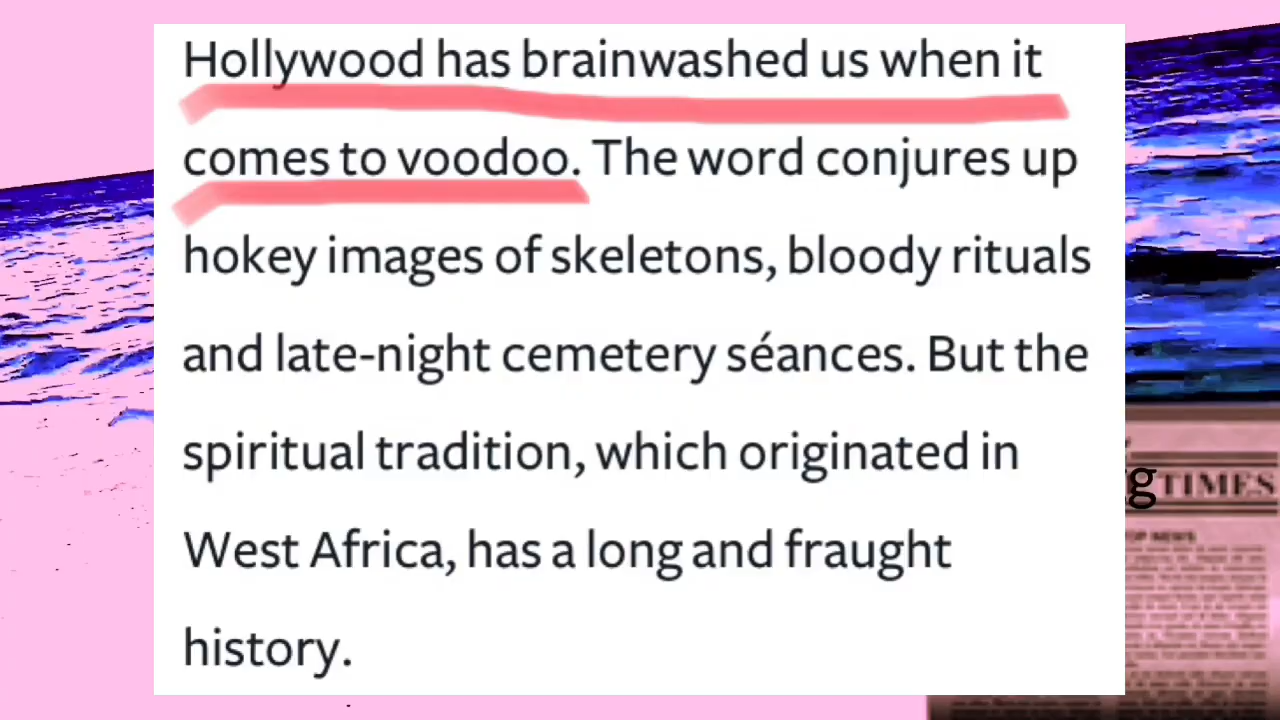 Hollywood has brainwashed us when it
comes to voodoo. The word conjures up
hokey images of skeletons, bloody rituals
and late-night cemetery séances. But the
spiritual tradition, which originated in
West Africa, has a long and fraught
history.
TIMES